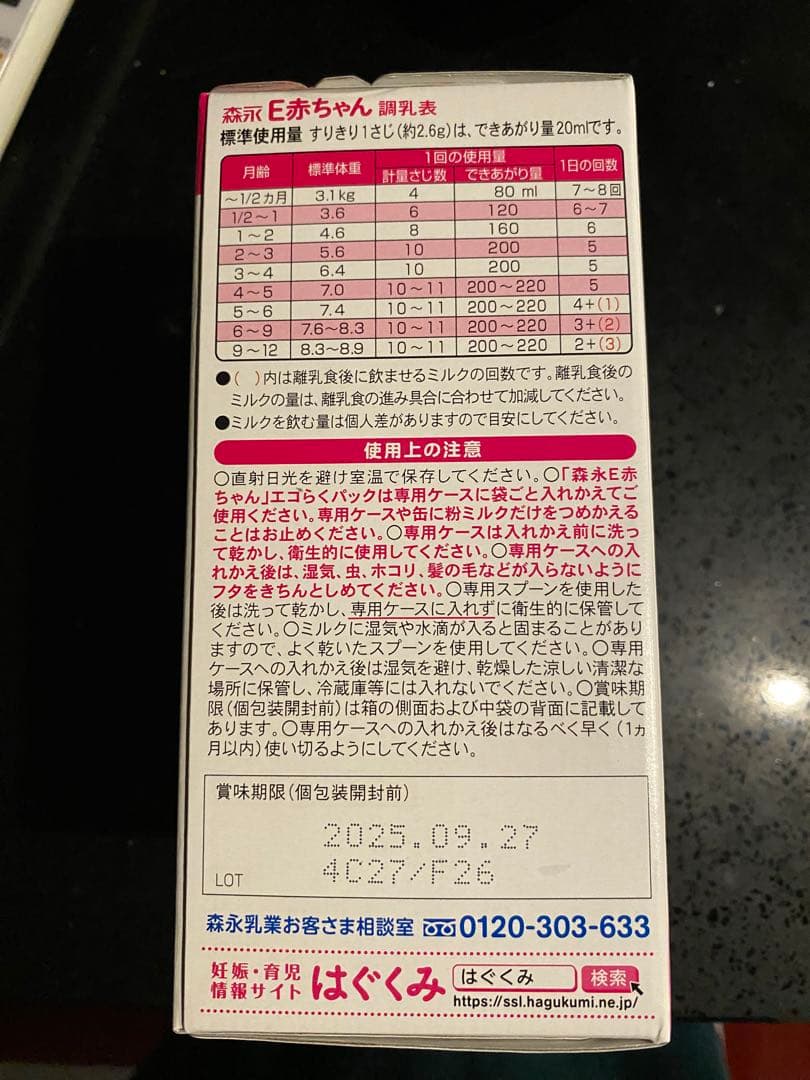 森永 E赤ちゃん 調乳表
標準使用量 すりきり1さじ(約2.6g)は、できあがり量20mlです。
月齢 標準体重 1回の使用量 1日の回数
計量さじ数 できあがり量
～1/2カ月 3.1kg 4 80 ml 7～8回
1/2～1 3.6 6 120 6～7
1～2 4.6 8 160 6
2～3 5.6 10 200 5
3～4 6.4 10 200 5
4～5 7.0 10～11 200～220 5
5～6 7.4 10～11 200～220 4+(1)
6～9 7.6～8.3 10～11 200～220 3+(2)
9～12 8.3～8.9 10～11 200～220 2+(3)
●( )内は離乳食後に飲ませるミルクの回数です。離乳食後の
ミルクの量は、離乳食の進み具合に合わせて加減してください。
●ミルクを飲む量は個人差がありますので目安にしてください。
使用上の注意
○直射日光を避け室温で保存してください。○「森永E赤
ちゃん」エコらくパックは専用ケースに袋ごと入れかえてご
使用ください。専用ケースや缶に粉ミルクだけをつめかえる
ことはお止めください。○専用ケースは入れかえ前に洗っ
て乾かし、衛生的に使用してください。○専用ケースへの入
れかえ後は、湿気、虫、ホコリ、髪の毛などが入らないように
フタをきちんとしめてください。○専用スプーンを使用した
後は洗って乾かし、専用ケースに入れずに衛生的に保管して
ください。○ミルクに湿気や水滴が入ると固まることがあり
ますので、よく乾いたスプーンを使用してください。○専用
ケースへの入れかえ後は湿気を避け、乾燥した涼しい清潔な
場所に保管し、冷蔵庫等には入れないでください。○賞味期
限(個包装開封前)は箱の側面および中袋の背面に記載して
あります。○専用ケースへの入れかえ後はなるべく早く(1ヵ
月以内)使い切るようにしてください。
賞味期限(個包装開封前)
2025.09.27
LOT 4C27/F26
森永乳業お客さま相談室 0120-303-633
妊娠・育児
情報サイト はぐくみ はぐくみ 検索
https://ssl.hagukumi.ne.jp/